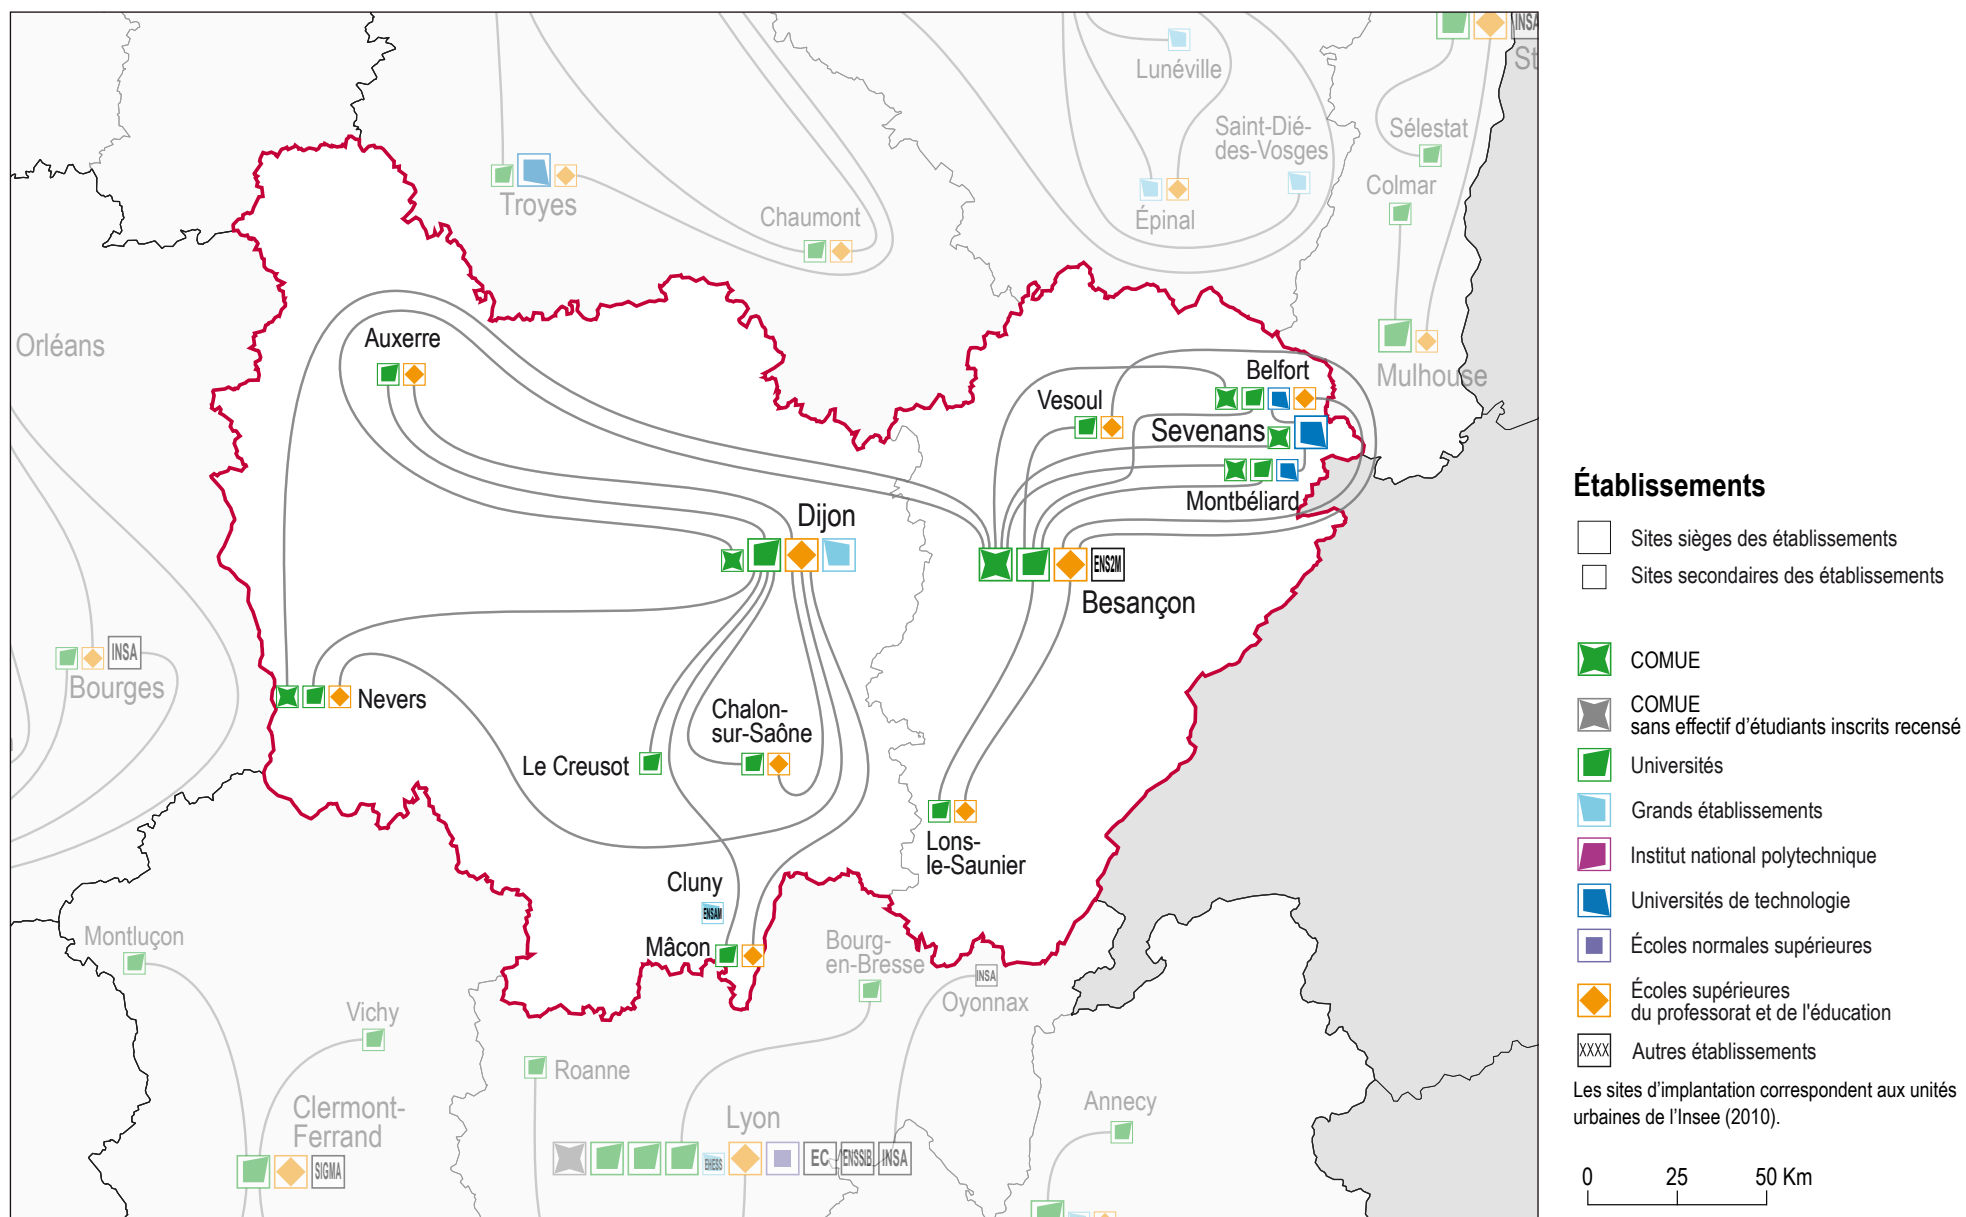 INSA
St
Lunéville
Saint-Dié-
des-Vosges
Sélestat
Colmar
Troyes
Chaumont
Épinal
Orléans
Auxerre
Mulhouse
Belfort
Vesoul
Sevenans
Montbéliard
Dijon
ENS2M
Besançon
INSA
Bourges
Nevers
Chalon-
sur-Saône
Le Creusot
Lons-
le-Saunier
Cluny
ENSAM
Mâcon
Bourg-
en-Bresse
INSA
Oyonnax
Montluçon
Vichy
Roanne
Clermont-
Ferrand
SIGMA
Lyon
EHESS
EC
ENSSIB
INSA
Annecy
Établissements
Sites sièges des établissements
Sites secondaires des établissements
COMUE
COMUE
sans effectif d'étudiants inscrits recensé
Universités
Grands établissements
Institut national polytechnique
Universités de technologie
Écoles normales supérieures
Écoles supérieures
du professorat et de l'éducation
XXXX Autres établissements
Les sites d'implantation correspondent aux unités
urbaines de l'Insee (2010).
0 25 50 Km